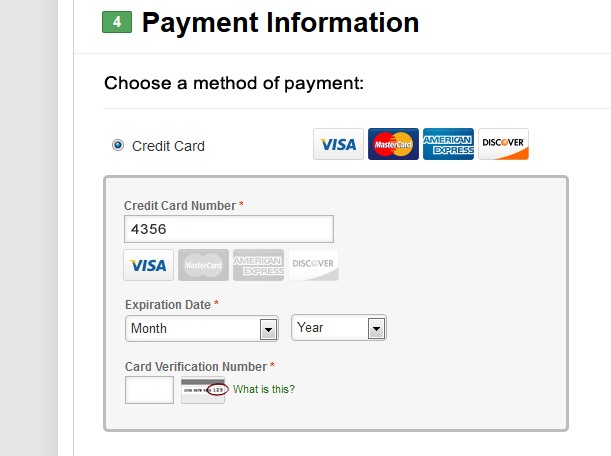 4 Payment Information
Choose a method of payment:
Credit Card VISA MasterCard AMERICAN EXPRESS DISCOVER
Credit Card Number *
4356
VISA MasterCard AMERICAN EXPRESS DISCOVER
Expiration Date *
Month Year
Card Verification Number *
123 What is this?